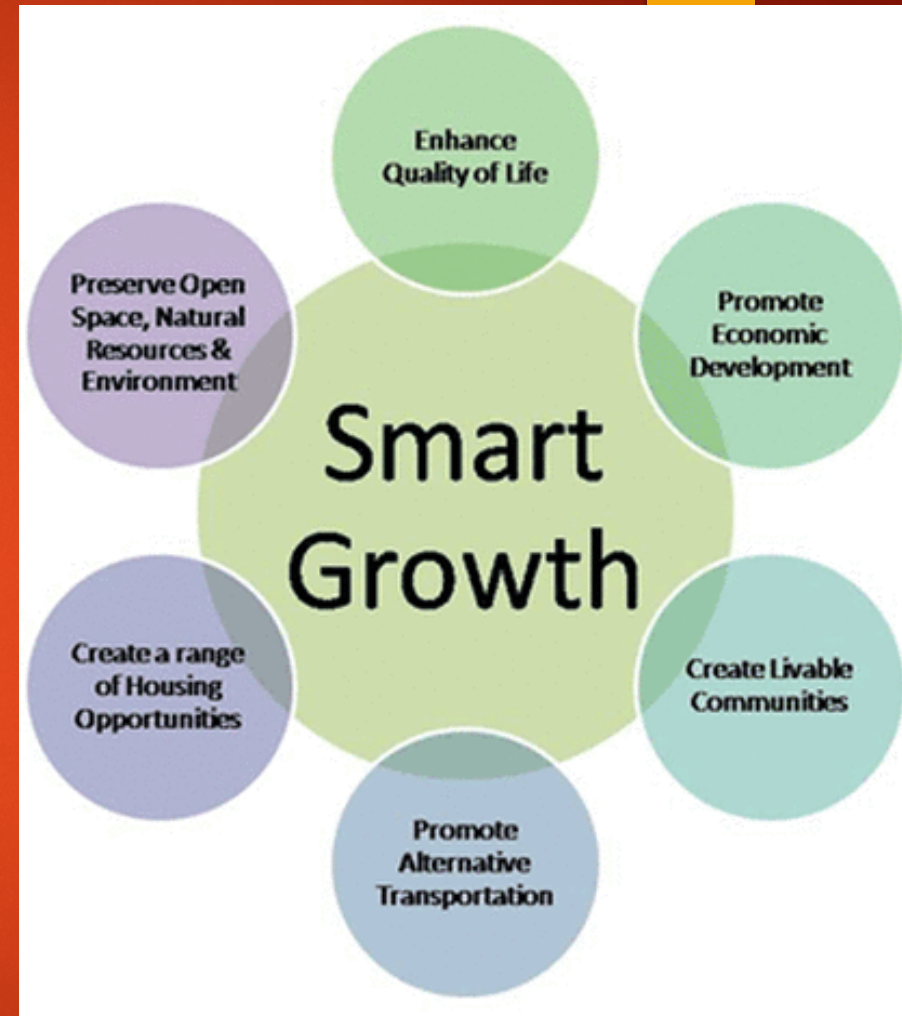 Enhance
Quality of Life
Preserve Open
Space, Natural
Resources &
Environment
Promote
Economic
Development
Smart
Growth
Create a range
of Housing
Opportunities
Create Livable
Communities
Promote
Alternative
Transportation